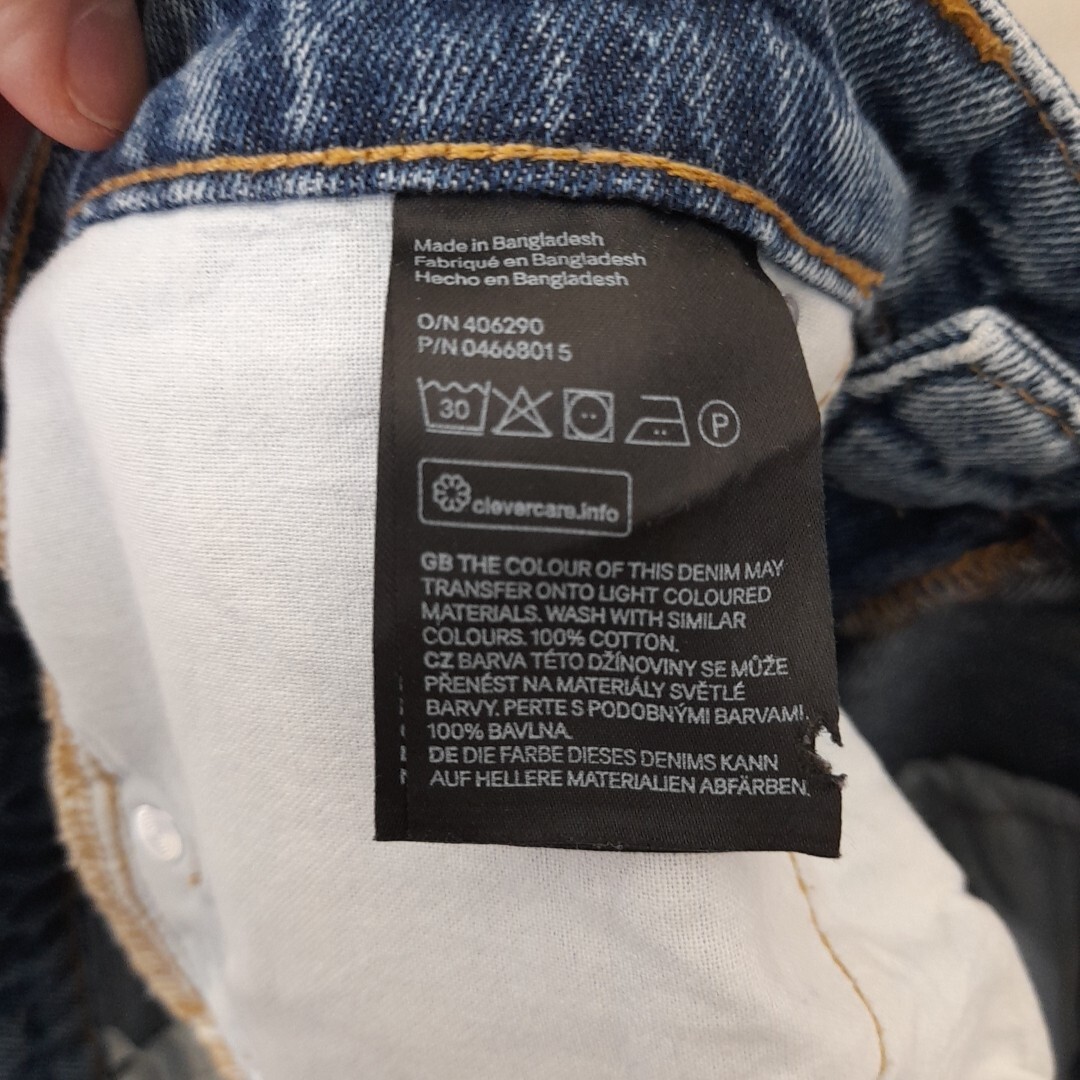 Made in Bangladesh
Fabriqué en Bangladesh
Hecho en Bangladesh
O/N 406290
P/N 04668015
30
P
clevercare.info
GB THE COLOUR OF THIS DENIM MAY
TRANSFER ONTO LIGHT COLOURED
MATERIALS. WASH WITH SIMILAR
COLOURS. 100% COTTON.
CZ BARVA TÉTO DŽÍNOVINY SE MŮŽE
PŘENÉST NA MATERIÁLY SVĚTLÉ
BARVY. PERTE S PODOBNÝMI BARVAMI.
100% BAVLNA.
DE DIE FARBE DIESES DENIMS KANN
AUF HELLERE MATERIALIEN ABFÄRBEN.